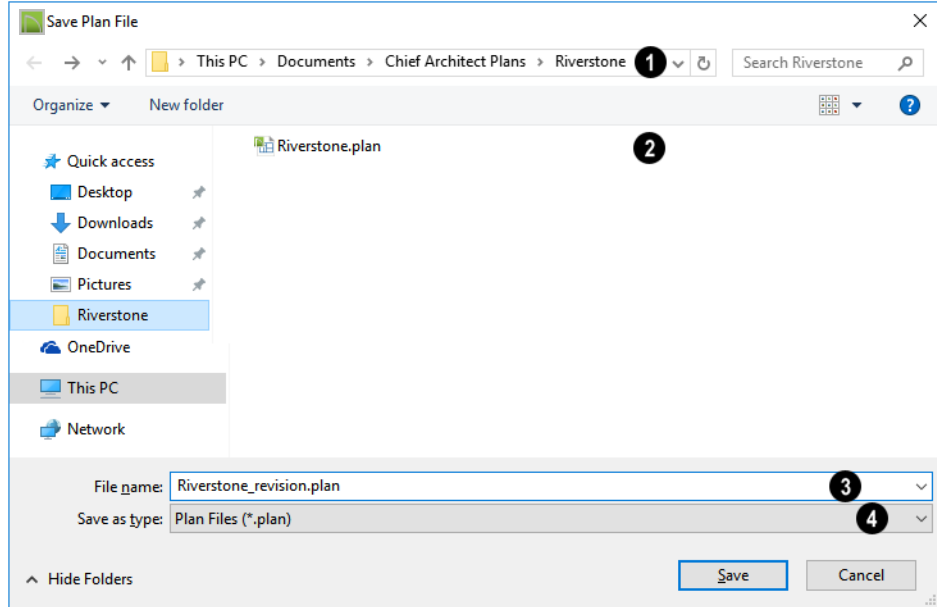 Save Plan File
This PC > Documents > Chief Architect Plans > Riverstone 1 Search Riverstone
Organize New folder ?
Quick access Riverstone.plan 2
Desktop
Downloads
Documents
Pictures
Riverstone
OneDrive
This PC
Network
File name: Riverstone_revision.plan 3
Save as type: Plan Files (*.plan) 4
Hide Folders Save Cancel